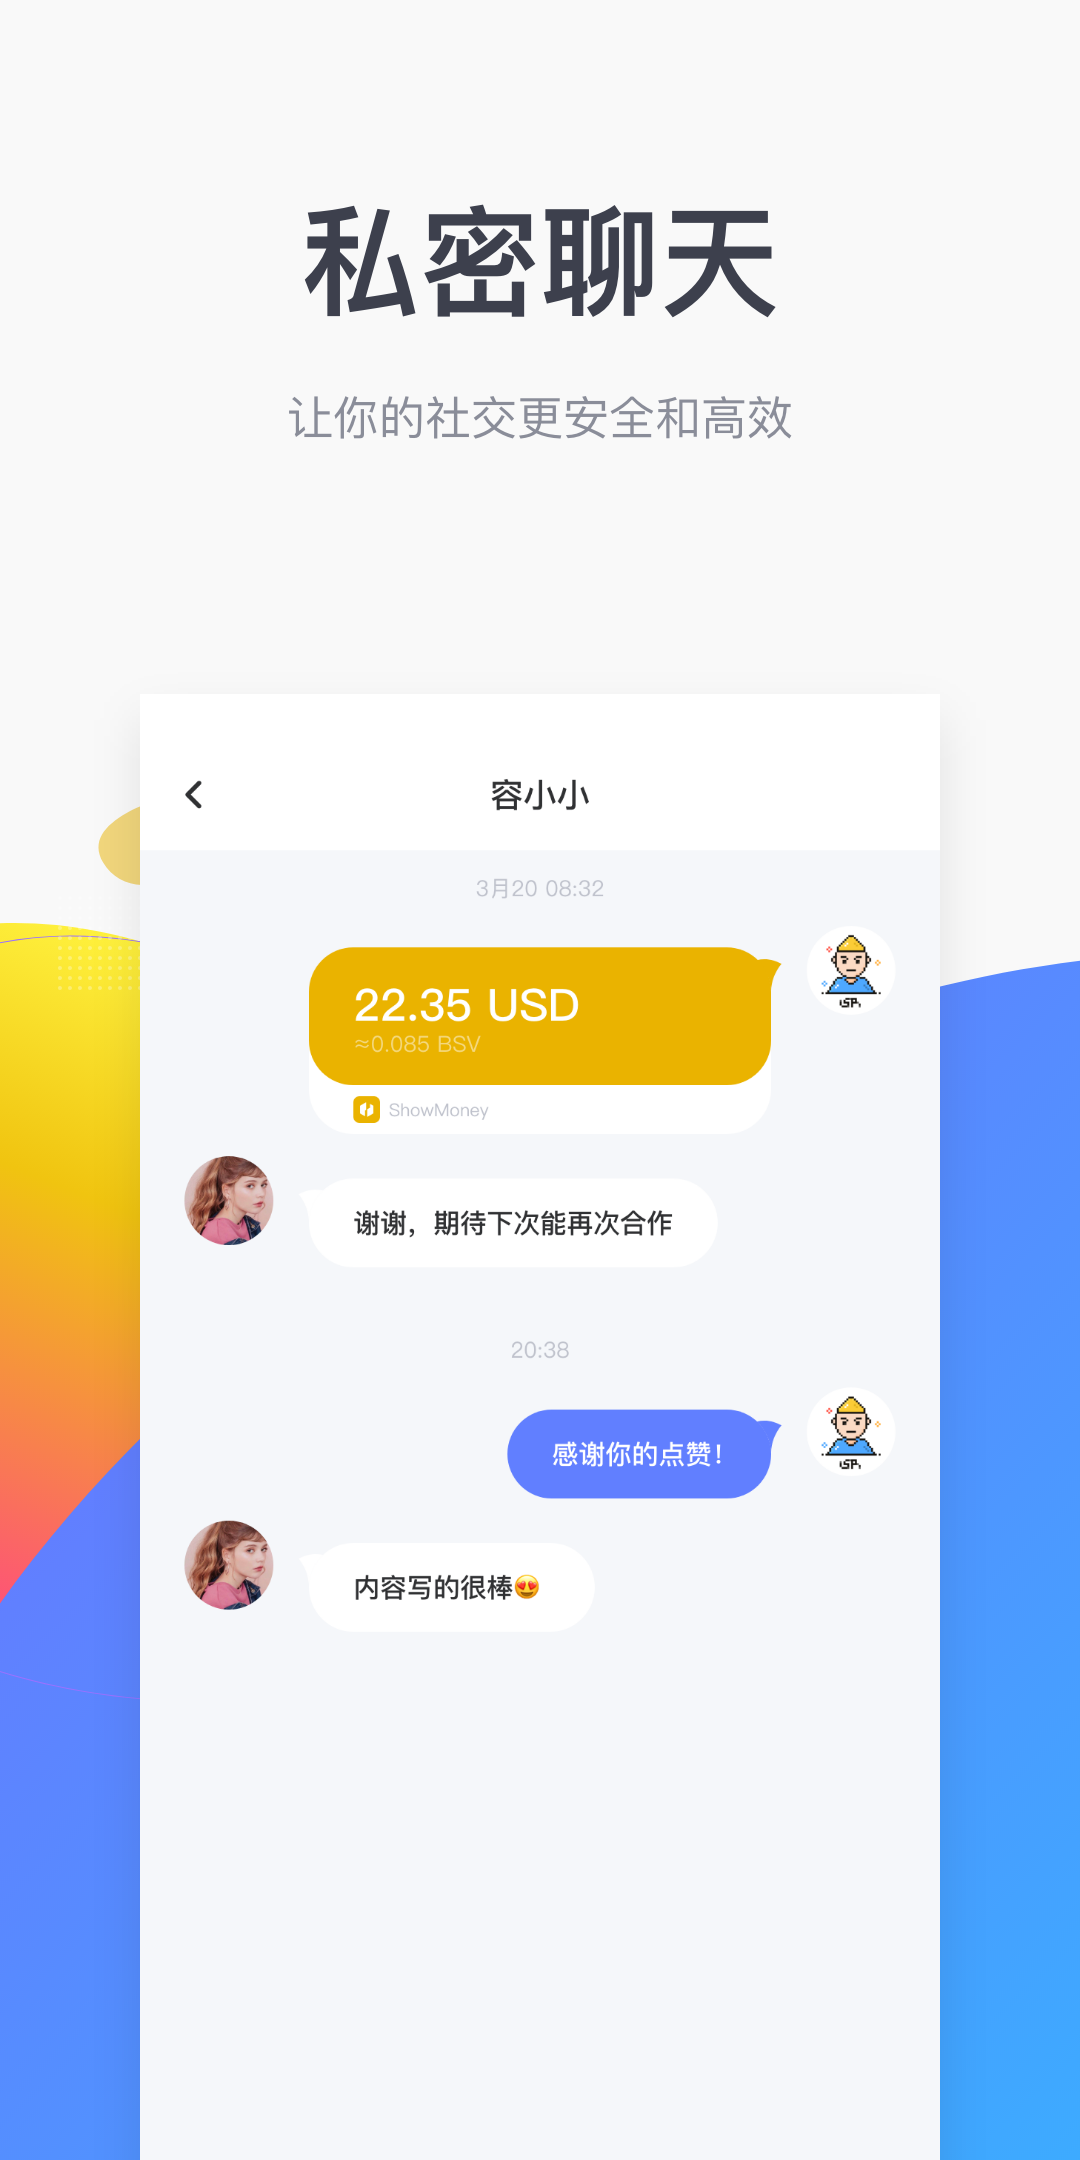 私密聊天
让你的社交更安全和高效
容小小
3月20 08:32
22.35 USD
≈0.085 BSV
ShowMoney
谢谢，期待下次能再次合作
20:38
感谢你的点赞！
内容写的很棒😍